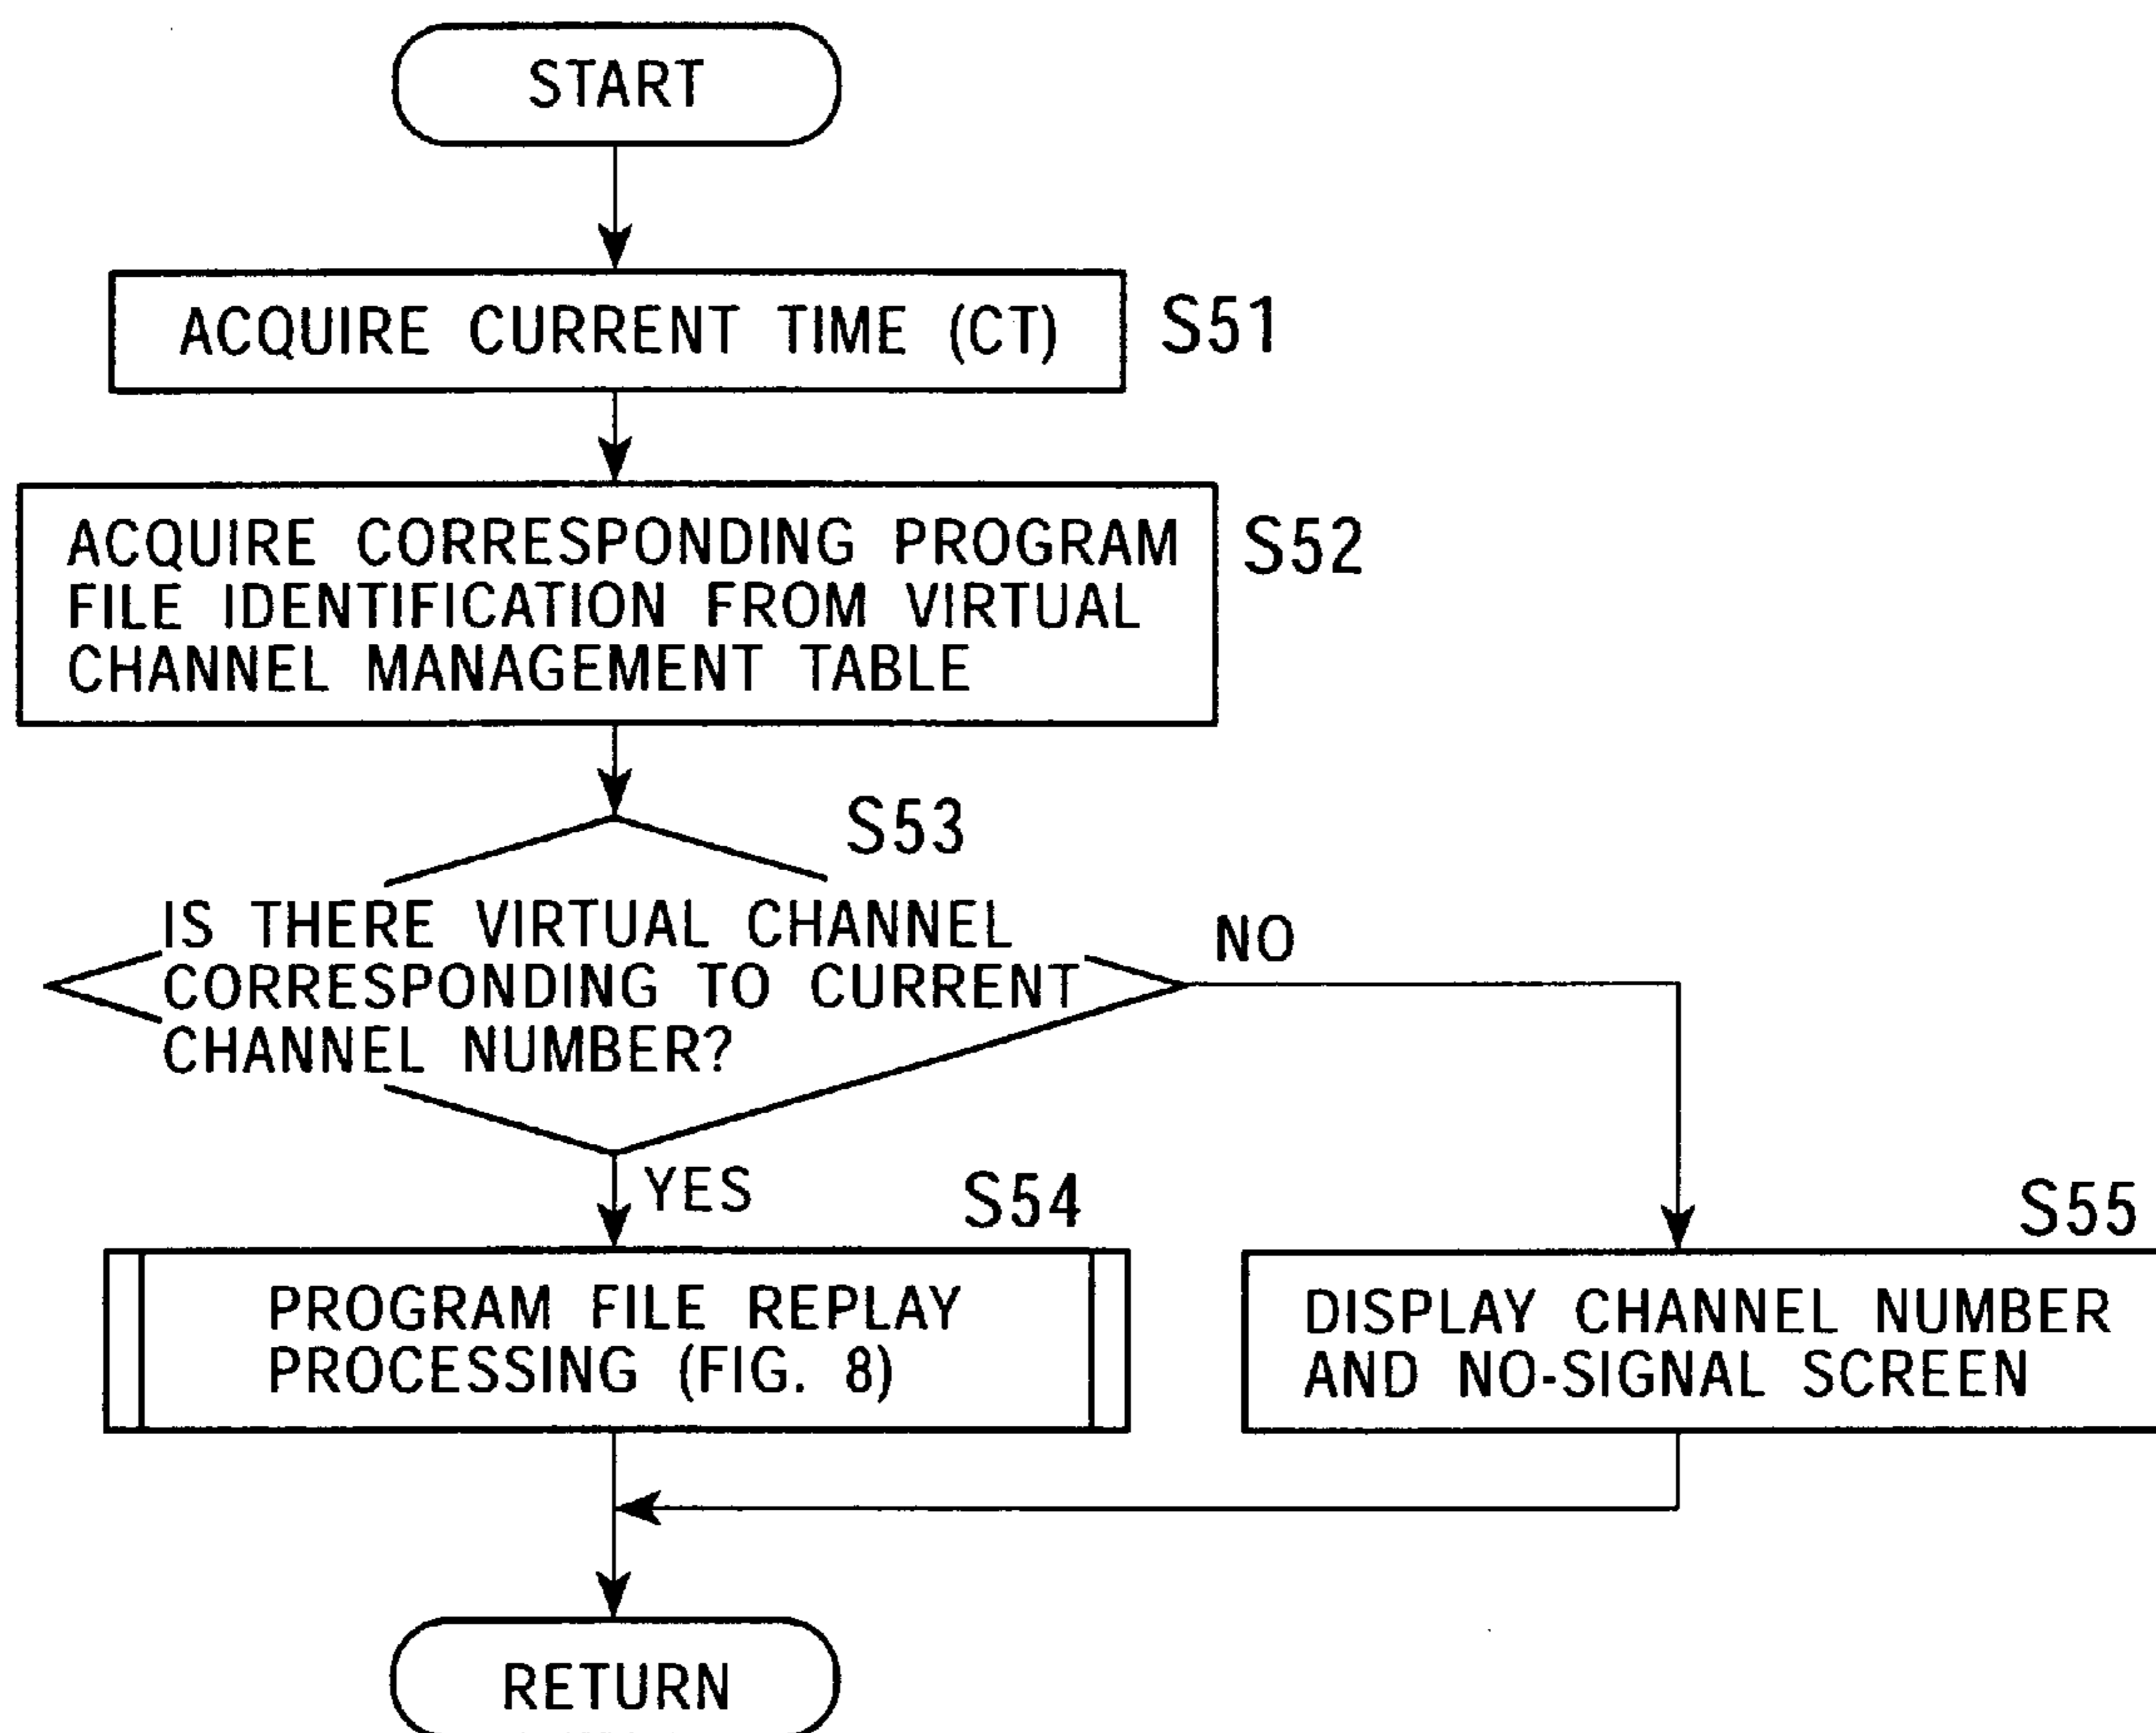 START
ACQUIRE CURRENT TIME (CT)
S51
ACQUIRE CORRESPONDING PROGRAM
FILE IDENTIFICATION FROM VIRTUAL
CHANNEL MANAGEMENT TABLE
S52
S53
IS THERE VIRTUAL CHANNEL
CORRESPONDING TO CURRENT
CHANNEL NUMBER?
NO
YES
S54
PROGRAM FILE REPLAY
PROCESSING (FIG. 8)
S55
DISPLAY CHANNEL NUMBER
AND NO-SIGNAL SCREEN
RETURN